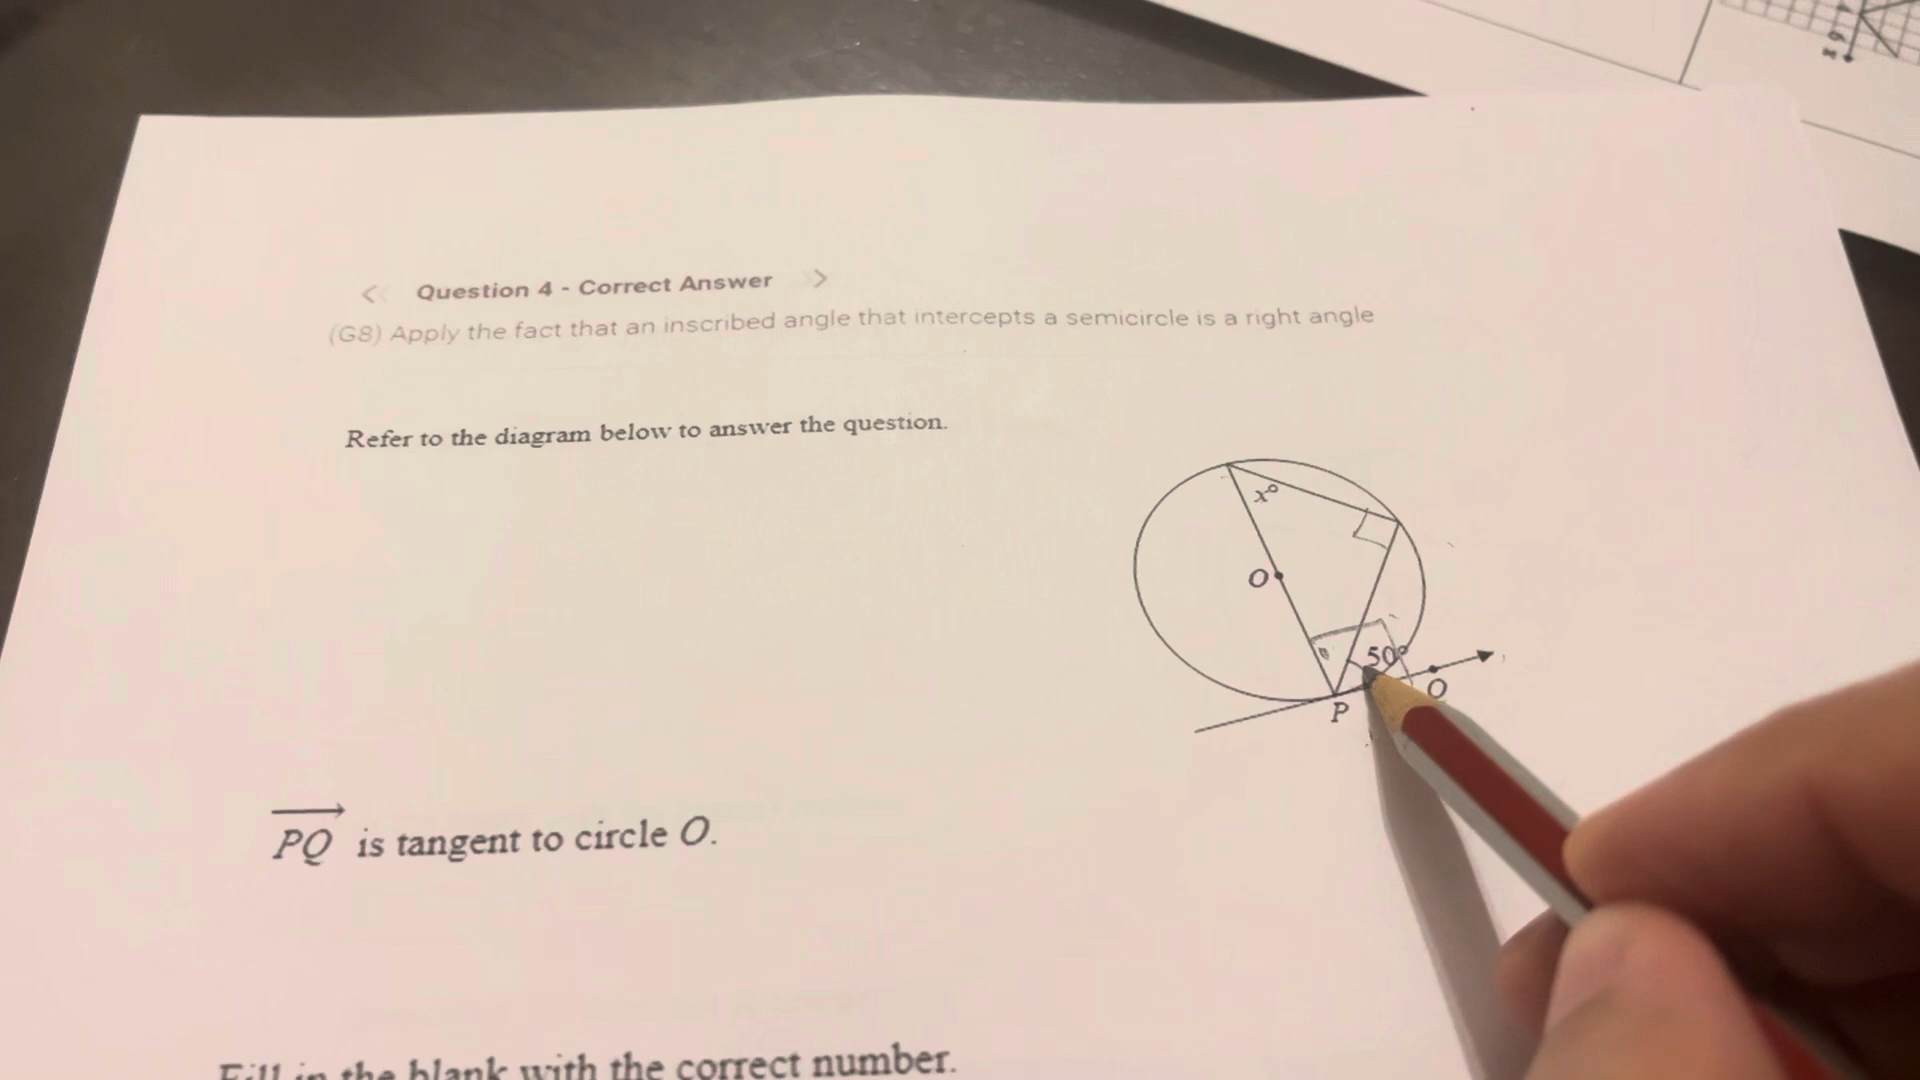 Question 4 - Correct Answer
(G8) Apply the fact that an inscribed angle that intercepts a semicircle is a right angle
Refer to the diagram below to answer the question.
x°
O
50°
Q
P
PQ is tangent to circle O.
Fill in the blank with the correct number.